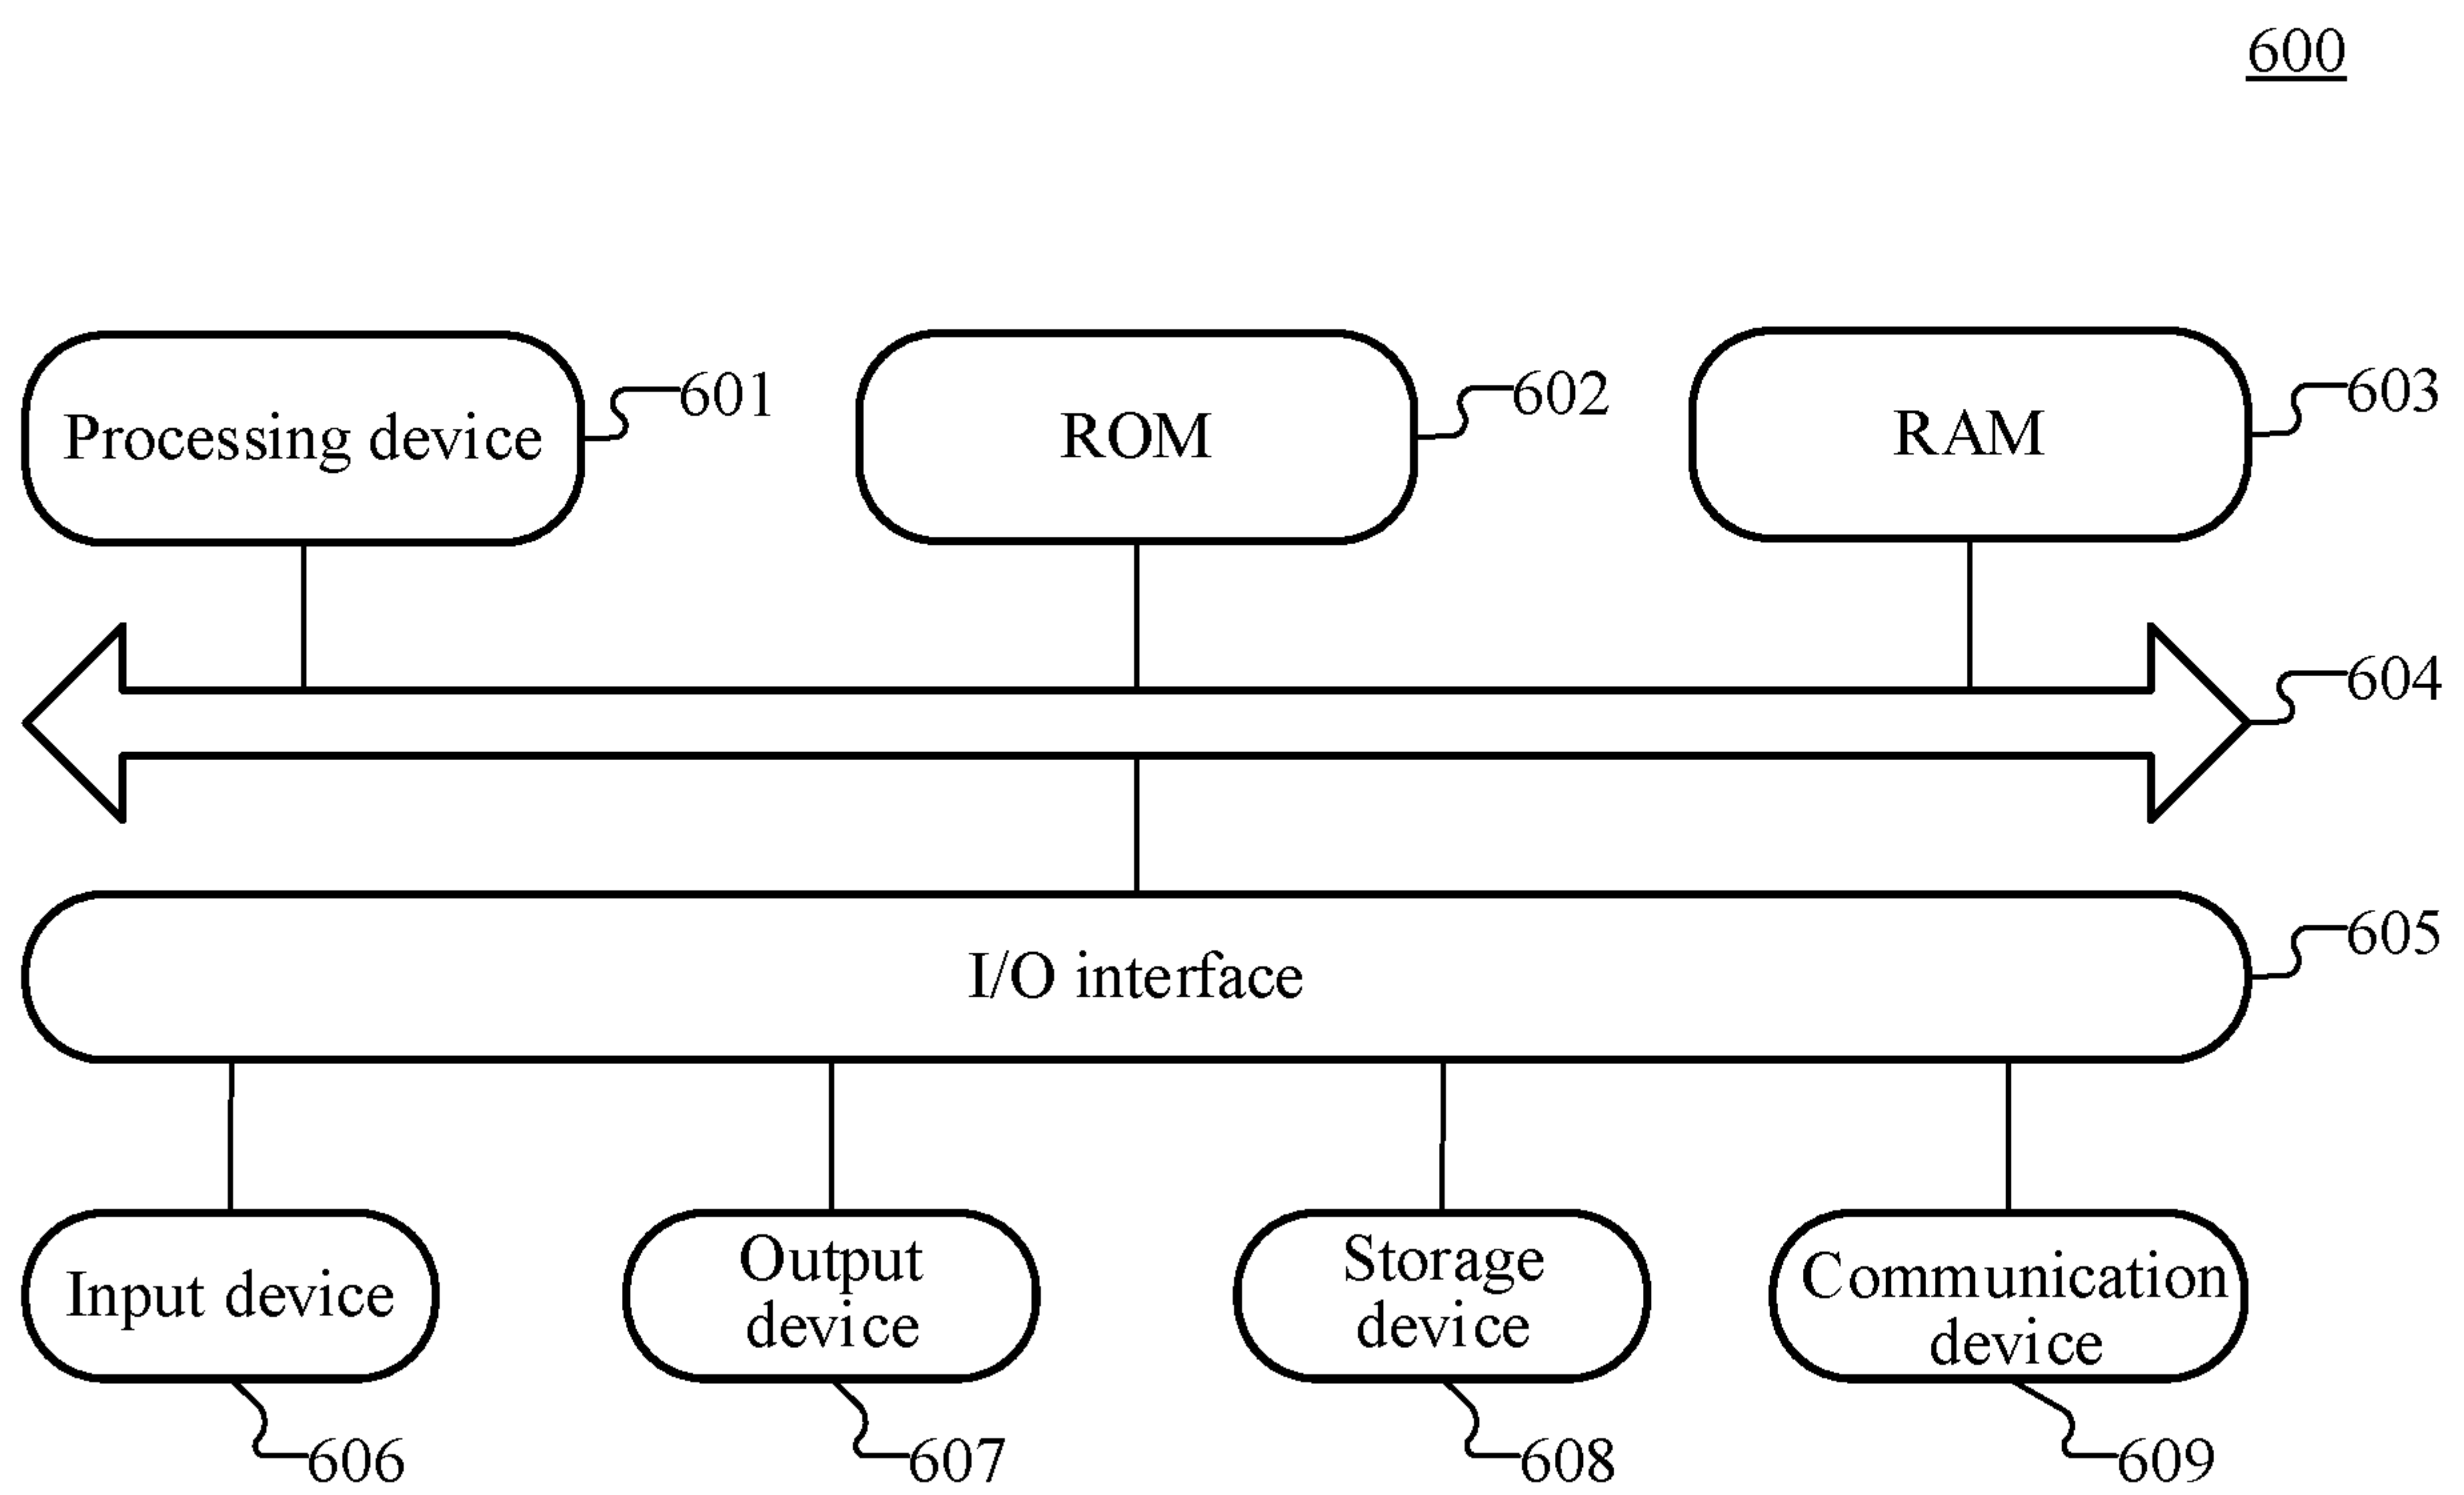 600
Processing device
601
ROM
602
RAM
603
604
I/O interface
605
Input device
Output
device
Storage
device
Communication
device
606
607
608
609